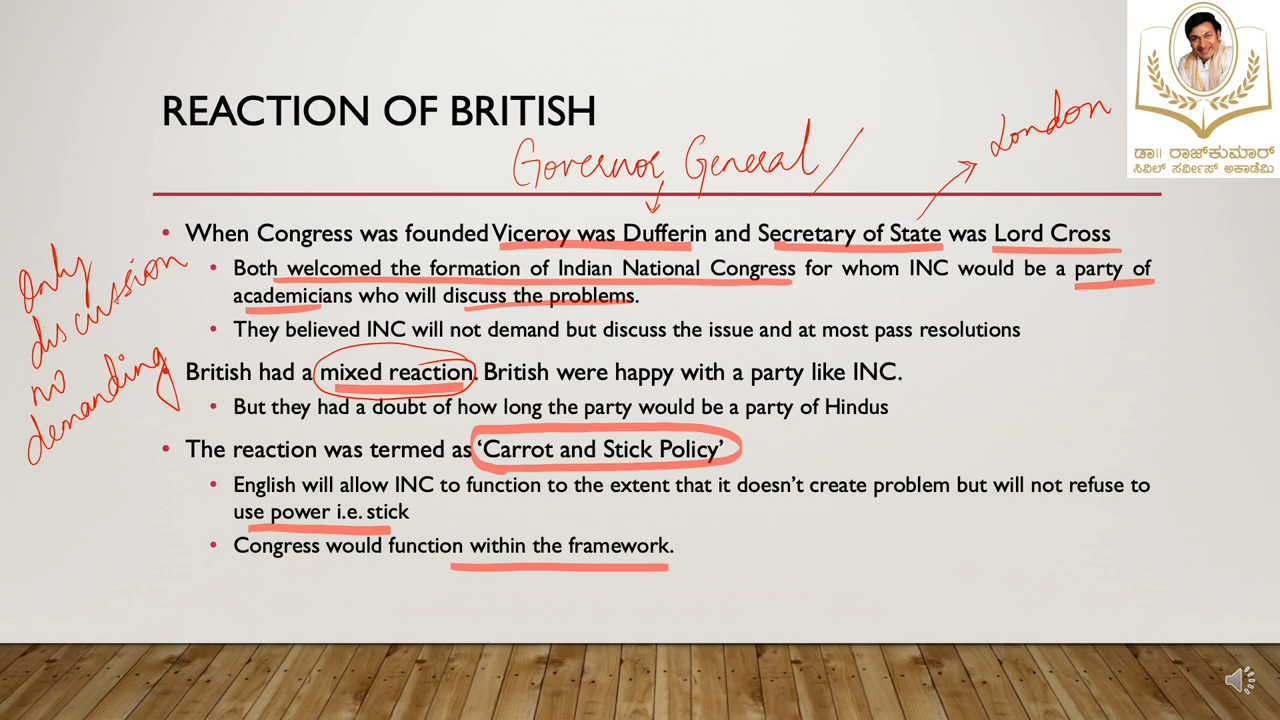 REACTION OF BRITISH
Governor General /
London
ಡಾ|| ರಾಜ್‌ಕುಮಾರ್
ಸಿವಿಲ್ ಸರ್ವೀಸ್ ಅಕಾಡೆಮಿ
• When Congress was founded Viceroy was Dufferin and Secretary of State was Lord Cross
• Both welcomed the formation of Indian National Congress for whom INC would be a party of
academicians who will discuss the problems.
• They believed INC will not demand but discuss the issue and at most pass resolutions
Only
discussion
no
demanding
• British had a mixed reaction. British were happy with a party like INC.
• But they had a doubt of how long the party would be a party of Hindus
• The reaction was termed as ‘Carrot and Stick Policy’
• English will allow INC to function to the extent that it doesn’t create problem but will not refuse to
use power i.e. stick
• Congress would function within the framework.